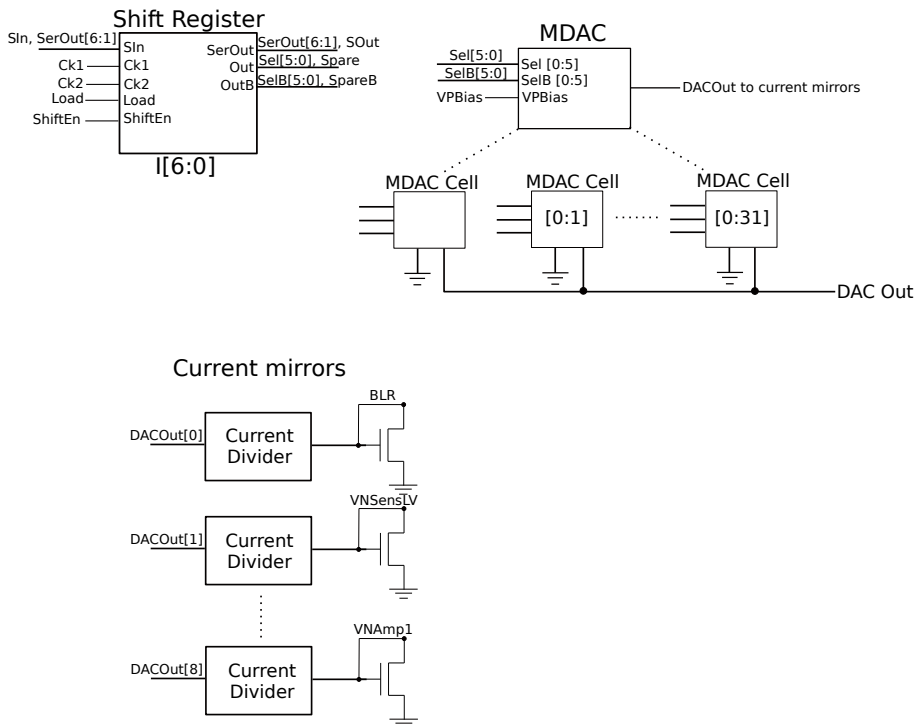 Shift Register
SIn, SerOut[6:1]
SIn
Ck1
Ck1
Ck2
Ck2
Load
Load
ShiftEn
ShiftEn
SerOut
SerOut[6:1], SOut
Out
Sel[5:0], Spare
OutB
SelB[5:0], SpareB
I[6:0]
MDAC
Sel[5:0]
Sel [0:5]
SelB[5:0]
SelB [0:5]
VPBias
VPBias
DACOut to current mirrors
MDAC Cell
MDAC Cell
[0:1]
MDAC Cell
[0:31]
DAC Out
Current mirrors
DACOut[0]
Current
Divider
BLR
DACOut[1]
Current
Divider
VNSensLV
DACOut[8]
Current
Divider
VNAmp1